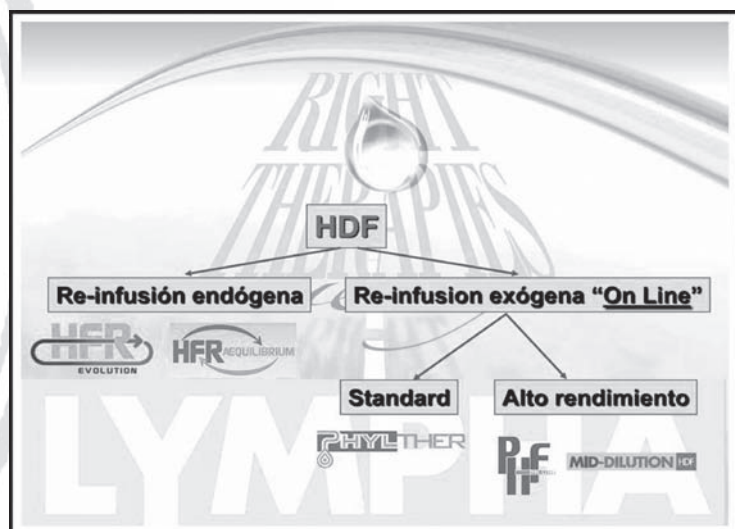 RIGHT
THERAPIES
HDF
Re-infusión endógena
Re-infusion exógena “On Line”
HFR
EVOLUTION
HFR AEQUILIBRIUM
Standard
Alto rendimiento
PHYLTHER
PHF
MID-DILUTION HDF
LYMPHA